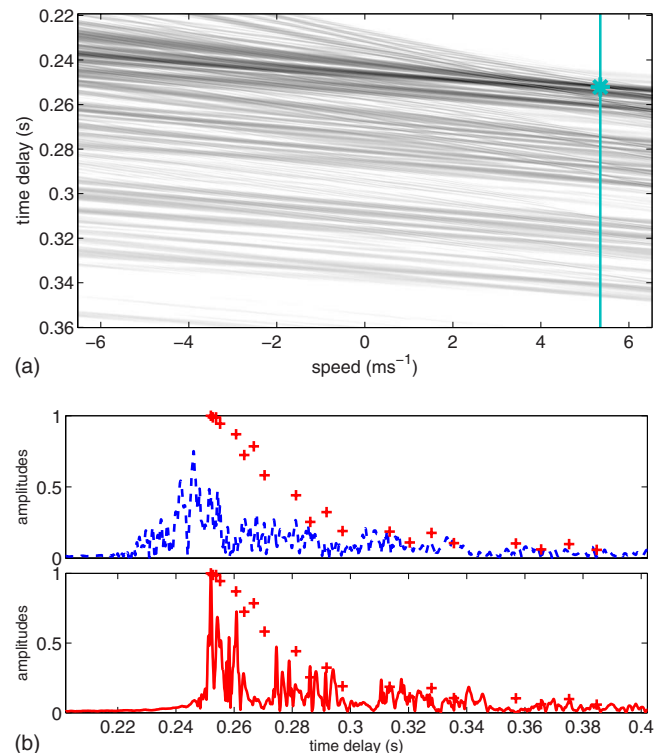 0.22
0.24
0.26
0.28
0.3
0.32
0.34
0.36
time delay (s)
−6 −4 −2 0 2 4 6
speed (ms⁻¹)
(a)
1
0.5
0
amplitudes
1
0.5
0
amplitudes
0.22 0.24 0.26 0.28 0.3 0.32 0.34 0.36 0.38 0.4
time delay (s)
(b)